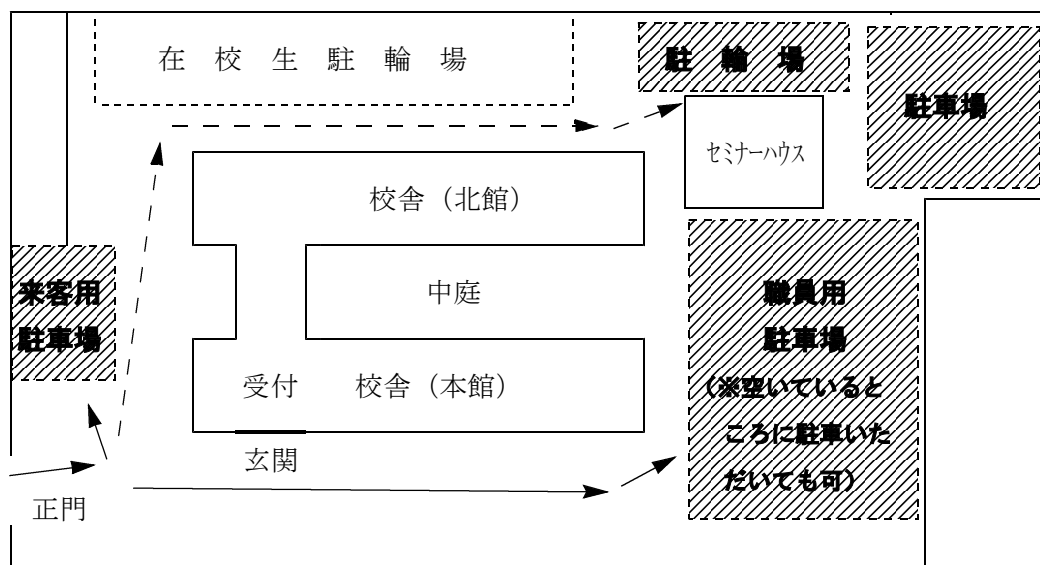 在校生駐輪場
駐輪場
駐車場
セミナーハウス
校舎（北館）
来客用
駐車場
中庭
職員用
駐車場
（※空いていると
ころに駐車いた
だいても可）
受付
校舎（本館）
玄関
正門